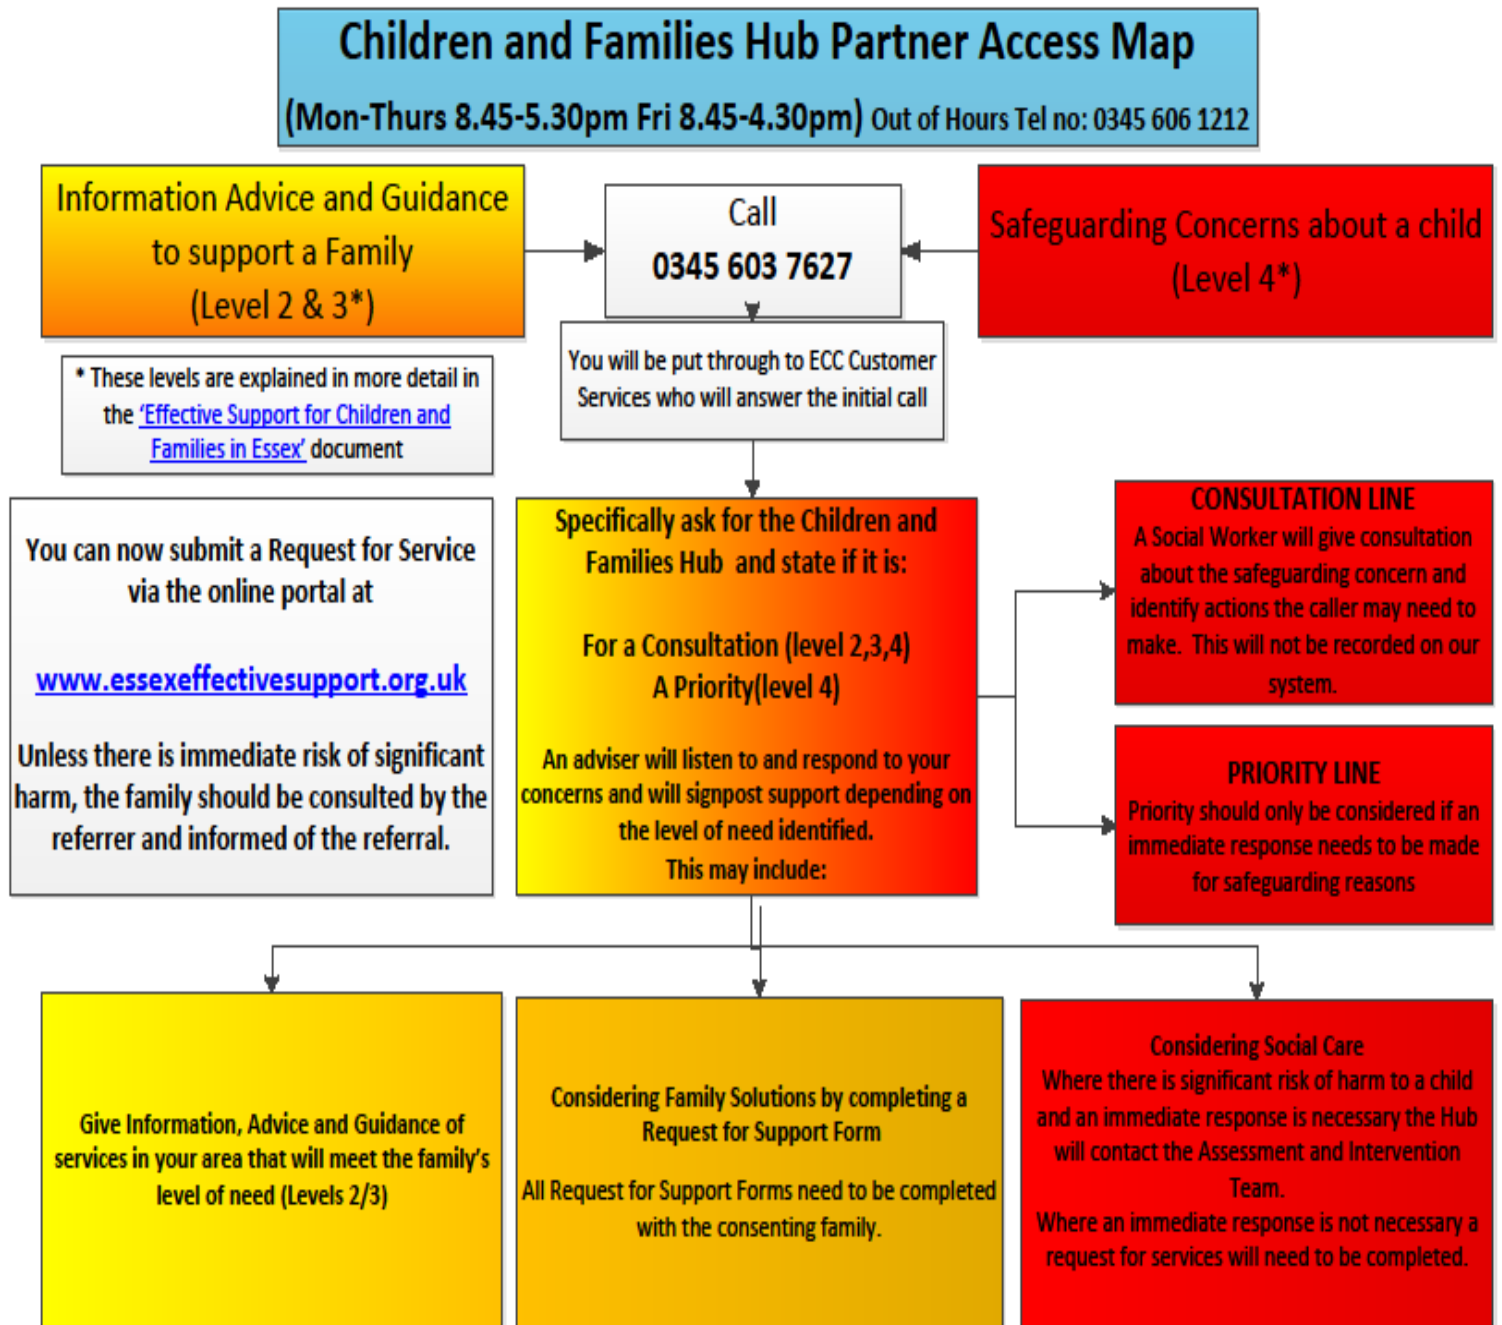 Children and Families Hub Partner Access Map
(Mon-Thurs 8.45-5.30pm Fri 8.45-4.30pm) Out of Hours Tel no: 0345 606 1212
Information Advice and Guidance
to support a Family
(Level 2 & 3*)
Call
0345 603 7627
Safeguarding Concerns about a child
(Level 4*)
You will be put through to ECC Customer
Services who will answer the initial call
* These levels are explained in more detail in
the 'Effective Support for Children and
Families in Essex' document
You can now submit a Request for Service
via the online portal at
www.essexeffectivesupport.org.uk
Unless there is immediate risk of significant
harm, the family should be consulted by the
referrer and informed of the referral.
Specifically ask for the Children and
Families Hub and state if it is:
For a Consultation (level 2,3,4)
A Priority(level 4)
An adviser will listen to and respond to your
concerns and will signpost support depending on
the level of need identified.
This may include:
CONSULTATION LINE
A Social Worker will give consultation
about the safeguarding concern and
identify actions the caller may need to
make. This will not be recorded on our
system.
PRIORITY LINE
Priority should only be considered if an
immediate response needs to be made
for safeguarding reasons
Give Information, Advice and Guidance of
services in your area that will meet the family's
level of need (Levels 2/3)
Considering Family Solutions by completing a
Request for Support Form
All Request for Support Forms need to be completed
with the consenting family.
Considering Social Care
Where there is significant risk of harm to a child
and an immediate response is necessary the Hub
will contact the Assessment and Intervention
Team.
Where an immediate response is not necessary a
request for services will need to be completed.